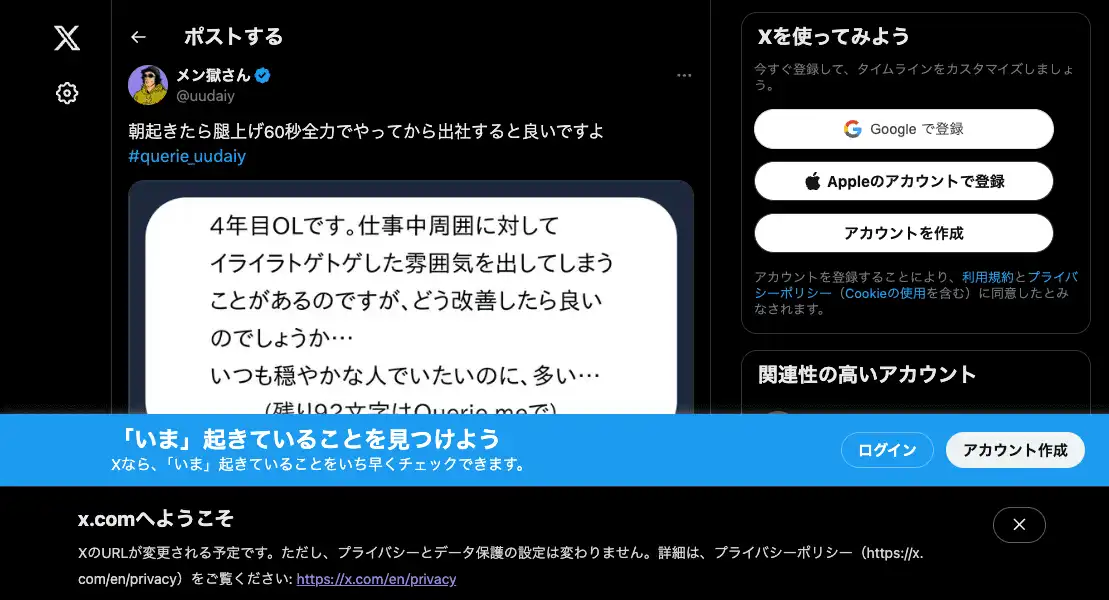 ポストする
メン獄さん
@uudaiy
朝起きたら腿上げ60秒全力でやってから出社すると良いですよ
#querie_uudaiy
4年目OLです。仕事中周囲に対して
イライラトゲトゲした雰囲気を出してしまう
ことがあるのですが、どう改善したら良い
のでしょうか…
いつも穏やかな人でいたいのに、多い…
(残り92文字はQuerie.meで)
Xを使ってみよう
今すぐ登録して、タイムラインをカスタマイズしましょ
う。
Google で登録
Appleのアカウントで登録
アカウントを作成
アカウントを登録することにより、利用規約とプライバ
シーポリシー（Cookieの使用を含む）に同意したとみ
なされます。
関連性の高いアカウント
「いま」起きていることを見つけよう
Xなら、「いま」起きていることをいち早くチェックできます。
ログイン
アカウント作成
x.comへようこそ
XのURLが変更される予定です。ただし、プライバシーとデータ保護の設定は変わりません。詳細は、プライバシーポリシー（https://x.
com/en/privacy）をご覧ください: https://x.com/en/privacy